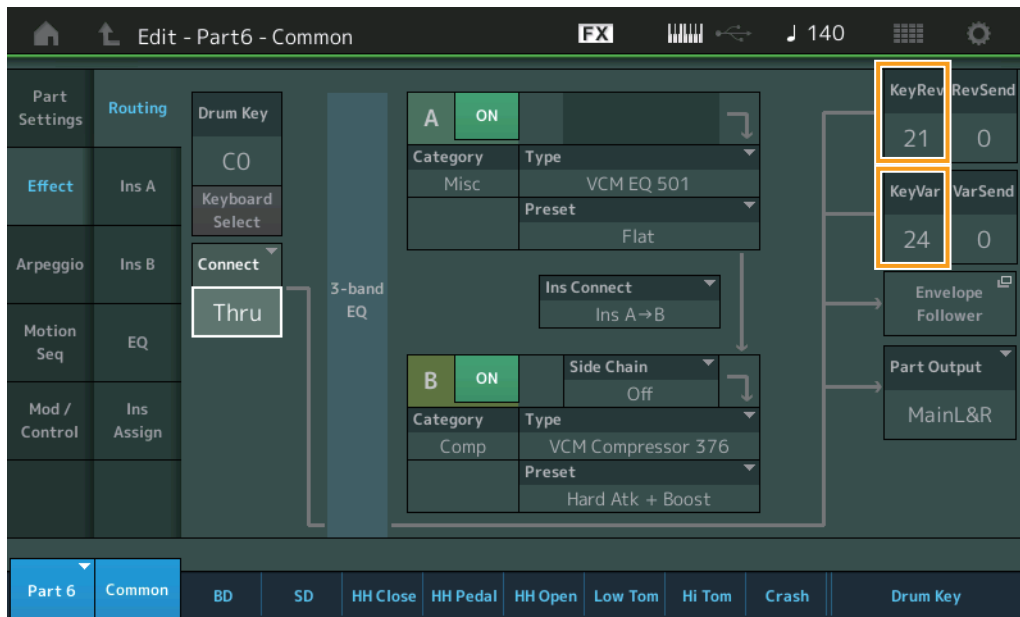 Edit - Part6 - Common
FX
140
Part
Settings
Effect
Arpeggio
Motion
Seq
Mod /
Control
Routing
Ins A
Ins B
EQ
Ins
Assign
Drum Key
C0
Keyboard
Select
Connect
Thru
3-band
EQ
A
ON
Category
Misc
Type
VCM EQ 501
Preset
Flat
Ins Connect
Ins A→B
B
ON
Side Chain
Off
Category
Comp
Type
VCM Compressor 376
Preset
Hard Atk + Boost
KeyRev
21
RevSend
0
KeyVar
24
VarSend
0
Envelope
Follower
Part Output
MainL&R
Part 6
Common
BD
SD
HH Close
HH Pedal
HH Open
Low Tom
Hi Tom
Crash
Drum Key